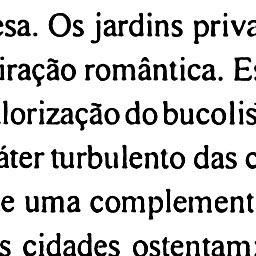 esa. Os jardins priva
iração romântica. Es
lorização do bucolis
áter turbulento das c
e uma complement
s cidades ostentam